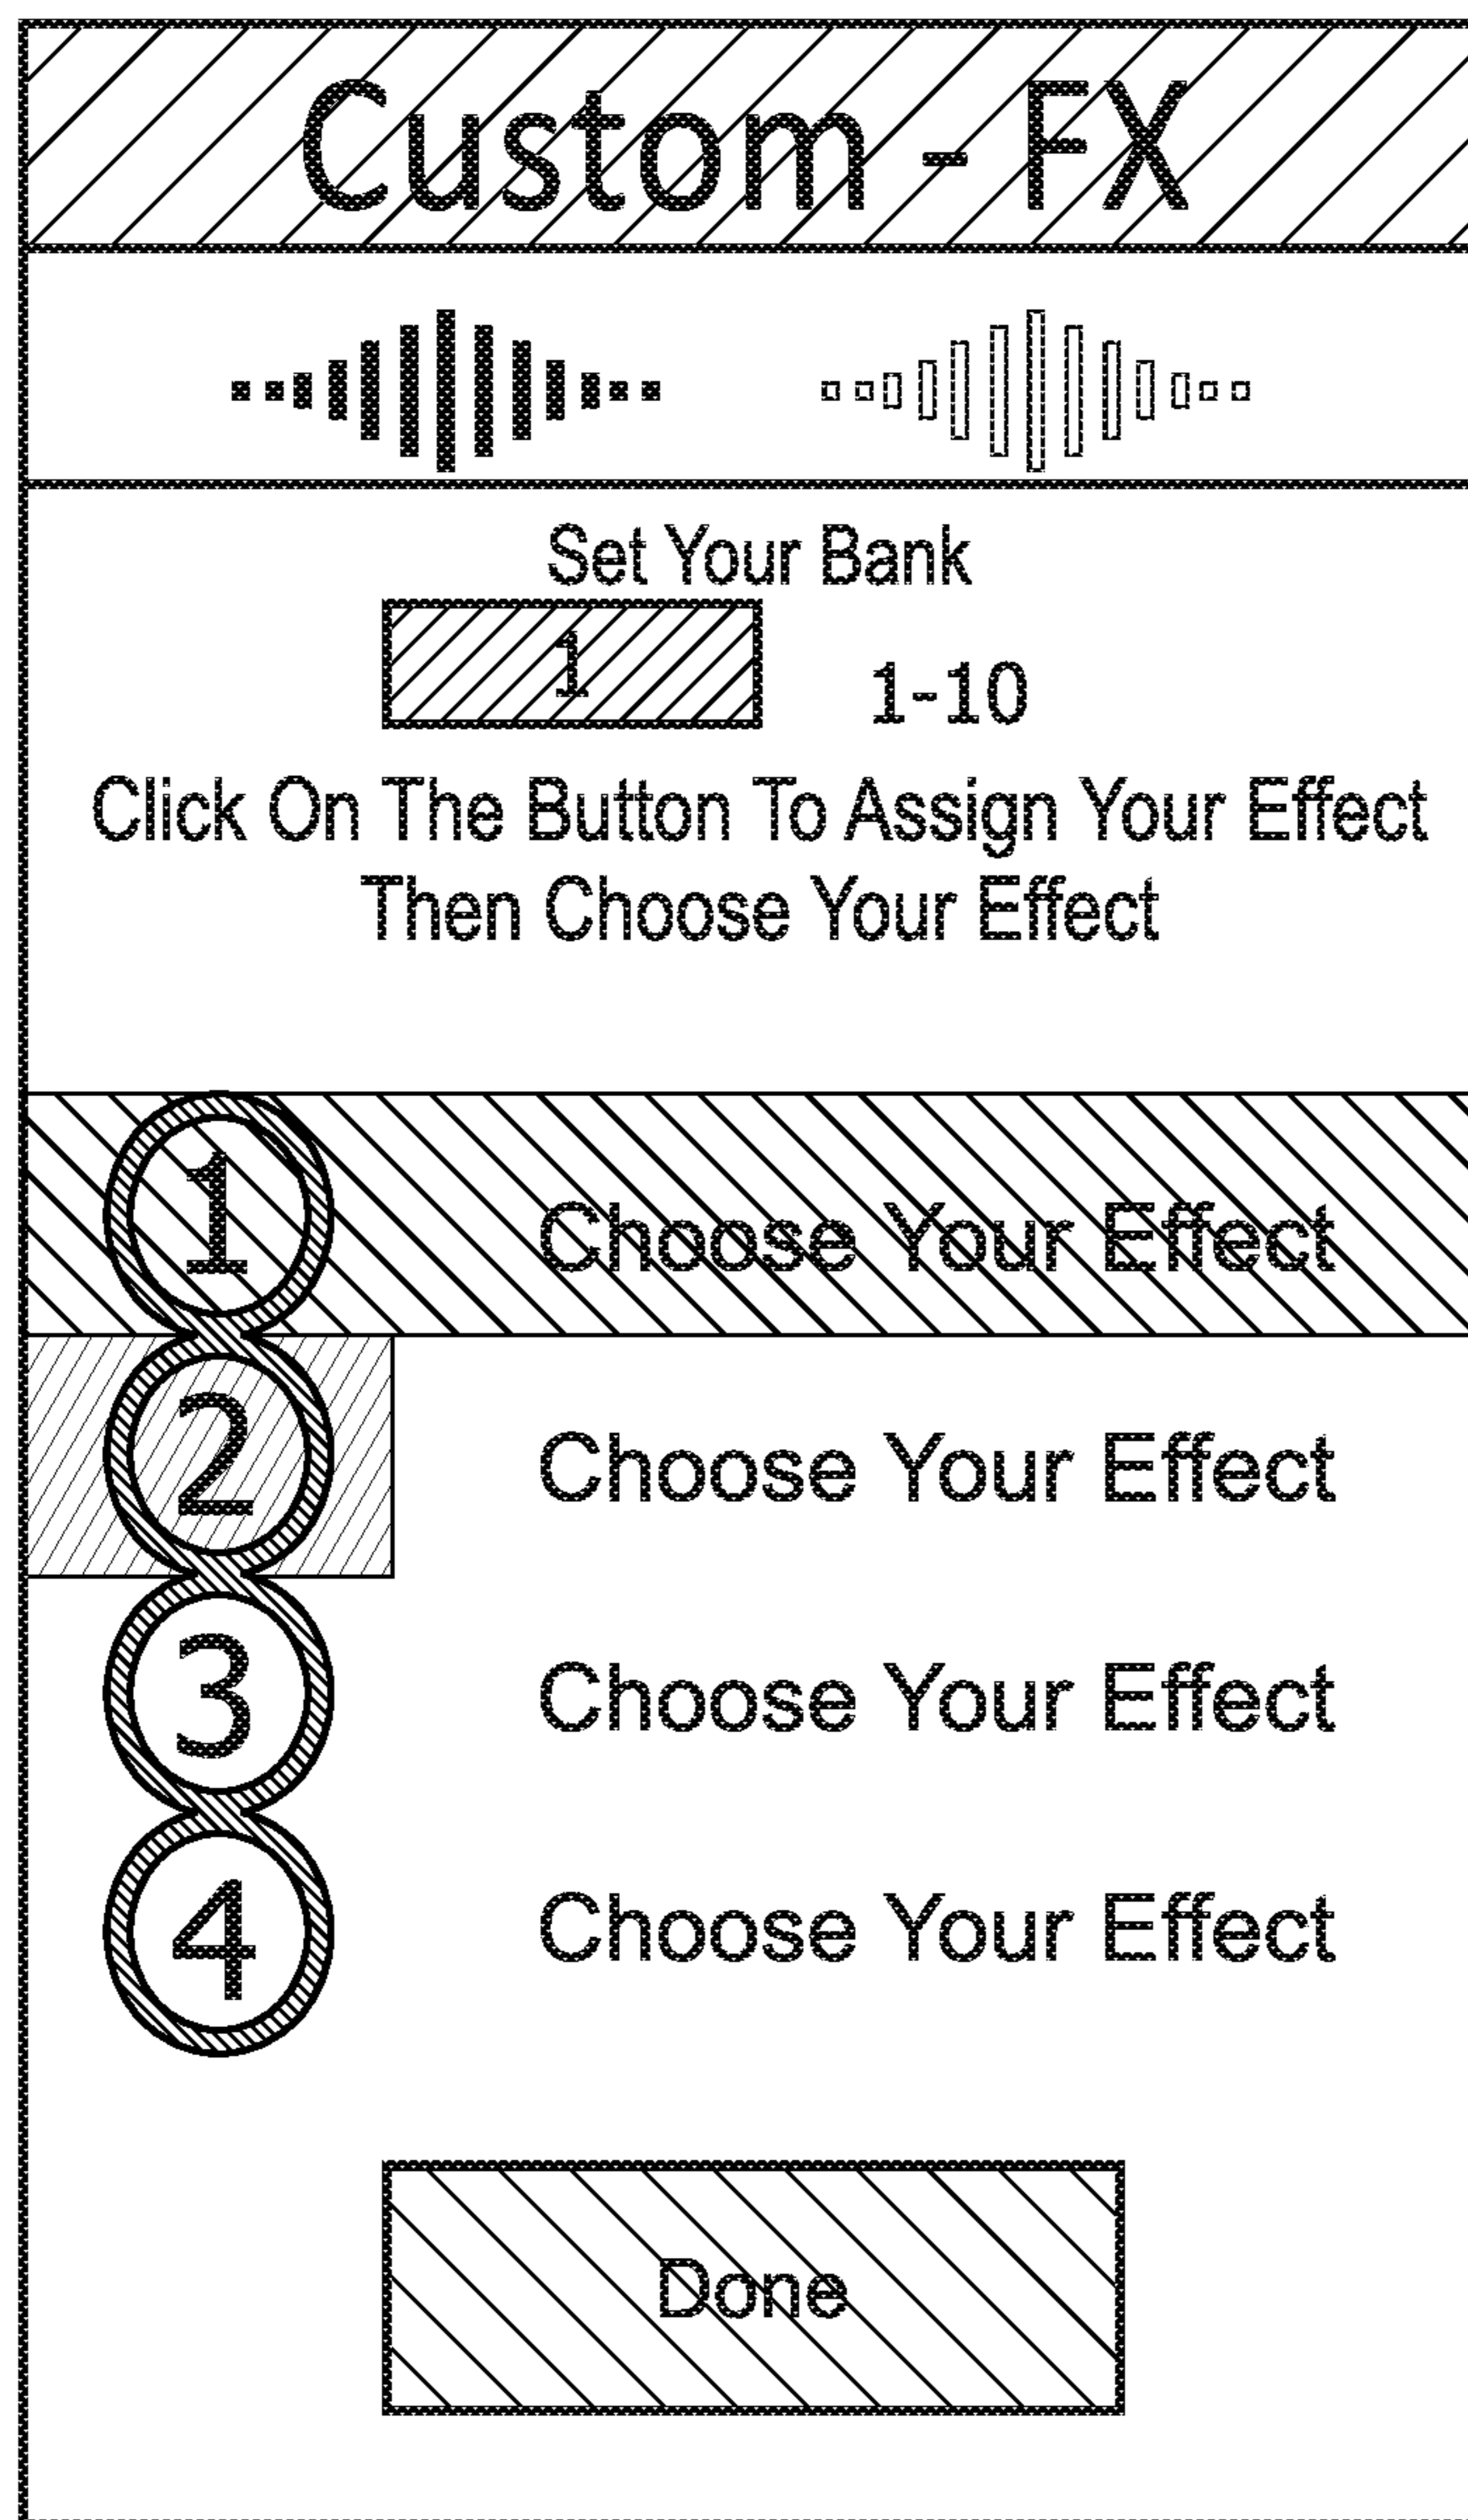 Custom - FX
Set Your Bank
1 1-10
Click On The Button To Assign Your Effect
Then Choose Your Effect
1 Choose Your Effect
2 Choose Your Effect
3 Choose Your Effect
4 Choose Your Effect
Done